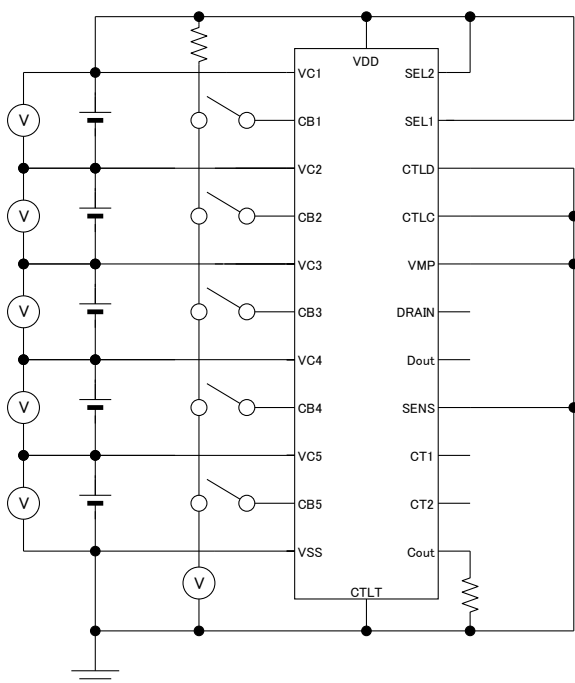 VDD
VC1
SEL2
V
CB1
SEL1
VC2
CTLD
V
CB2
CTLC
VC3
VMP
V
CB3
DRAIN
VC4
Dout
V
CB4
SENS
VC5
CT1
V
CB5
CT2
VSS
Cout
V
CTLT